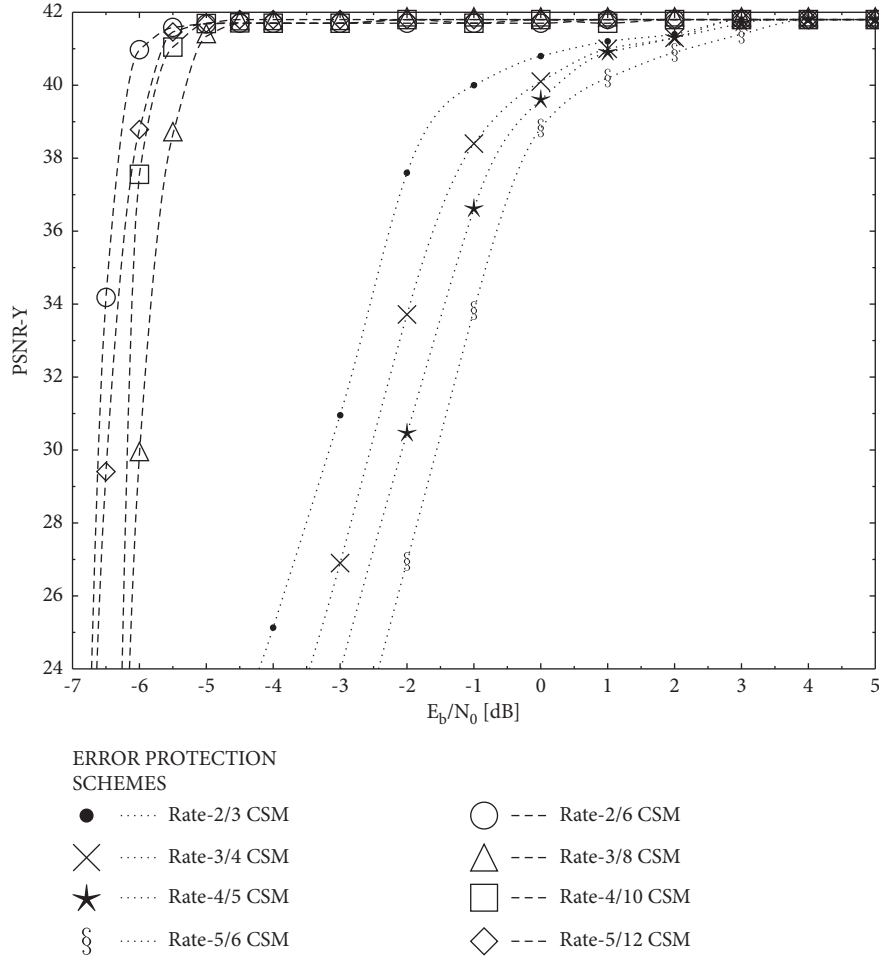 42
40
38
36
34
32
30
28
26
24
PSNR-Y
-7 -6 -5 -4 -3 -2 -1 0 1 2 3 4 5
E_b/N_0 [dB]
ERROR PROTECTION
SCHEMES
Rate-2/3 CSM
Rate-3/4 CSM
Rate-4/5 CSM
Rate-5/6 CSM
Rate-2/6 CSM
Rate-3/8 CSM
Rate-4/10 CSM
Rate-5/12 CSM